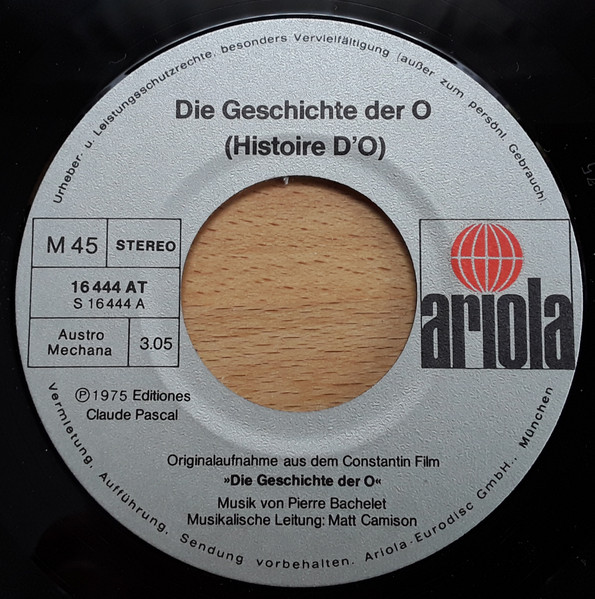 Urheber- u. Leistungsschutzrechte, besonders Vervielfältigung (außer zum persönl. Gebrauch),
Die Geschichte der O
(Histoire D'O)
M 45 STEREO
16 444 AT
S 16 444 A
Austro
Mechana
3.05
ariola
Ⓟ 1975 Editiones
Claude Pascal
Originalaufnahme aus dem Constantin Film
»Die Geschichte der O«
Musik von Pierre Bachelet
Musikalische Leitung: Matt Camison
Vermietung, Aufführung, Sendung vorbehalten. Ariola-Eurodisc GmbH., München